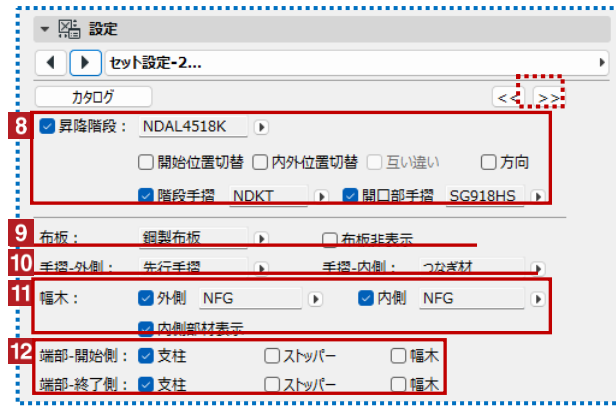 設定
セット設定-2...
カタログ << >>
8 昇降階段： NDAL4518K
開始位置切替 内外位置切替 互い違い 方向
階段手摺 NDKT 開口部手摺 SG918HS
9 布板： 鋼製布板 布板非表示
10 手摺-外側： 先行手摺 手摺-内側： つなぎ材
11 幅木： 外側 NFG 内側 NFG
内側部材表示
12 端部-開始側： 支柱 ストッパー 幅木
端部-終了側： 支柱 ストッパー 幅木